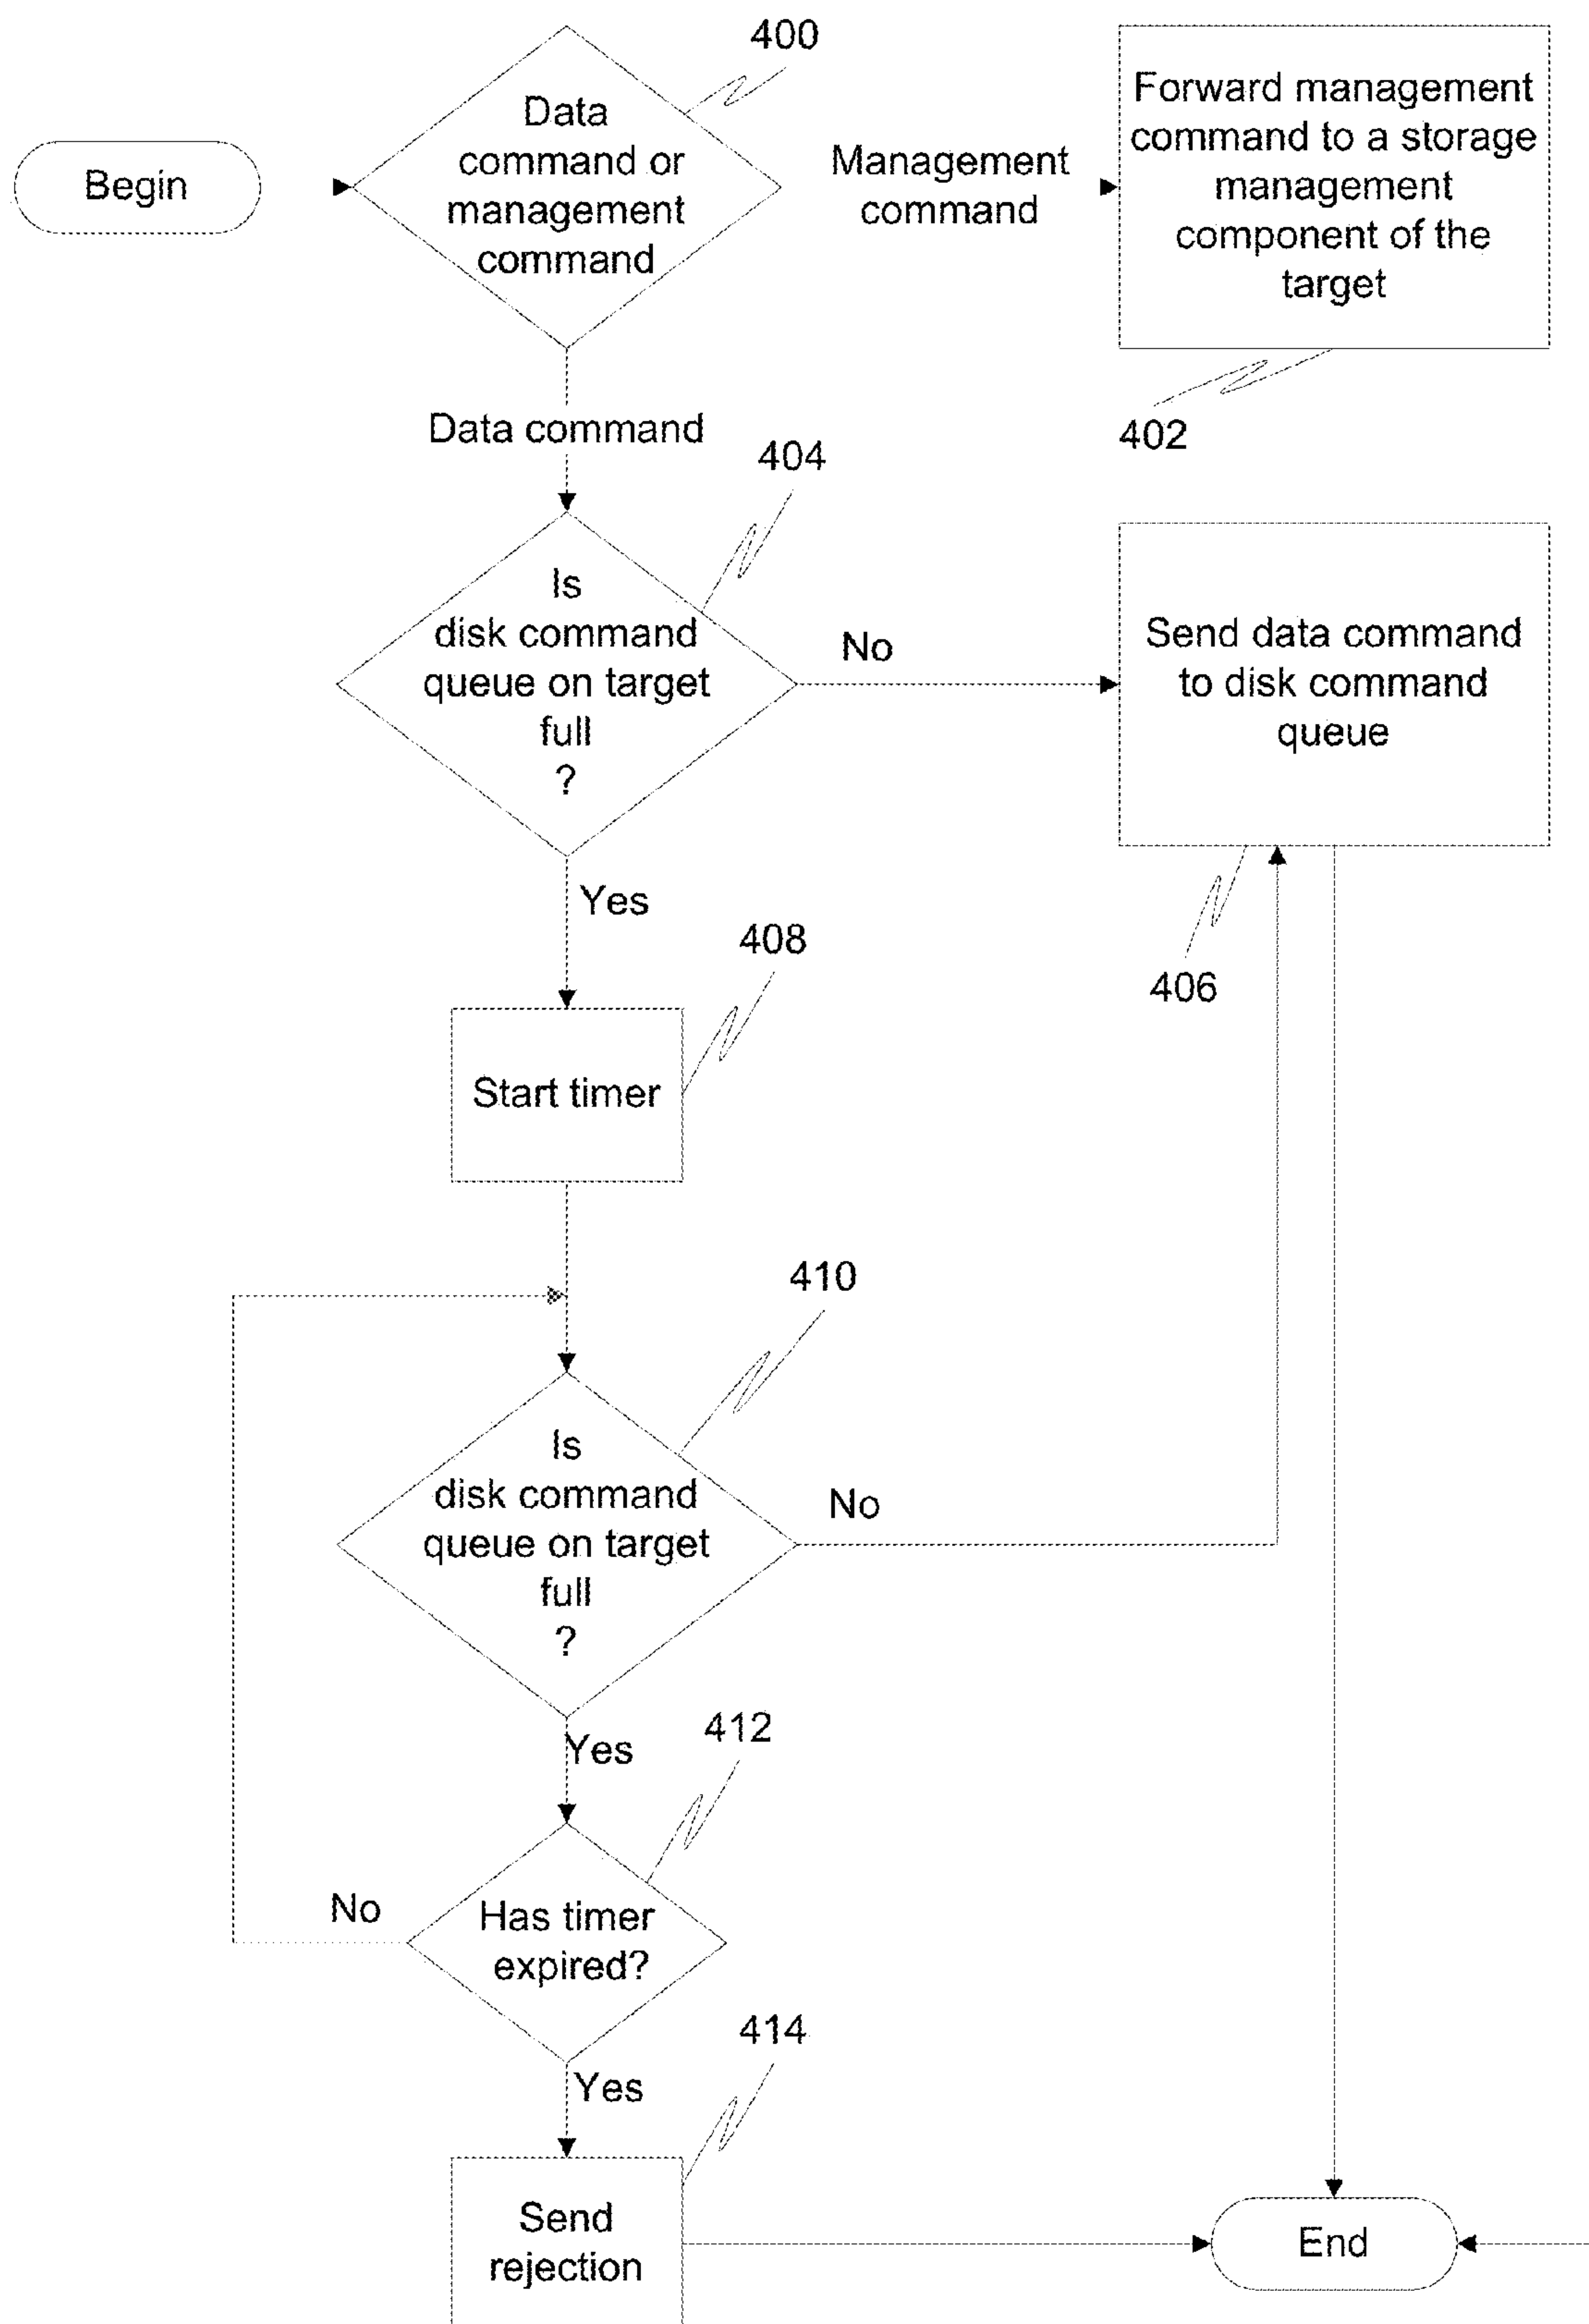 400
Begin
Data
command or
management
command
Management
command
Forward management
command to a storage
management
component of the
target
402
Data command
404
Is
disk command
queue on target
full
?
No
Send data command
to disk command
queue
406
Yes
408
Start timer
410
Is
disk command
queue on target
full
?
No
Yes
412
Has timer
expired?
No
Yes
414
Send
rejection
End